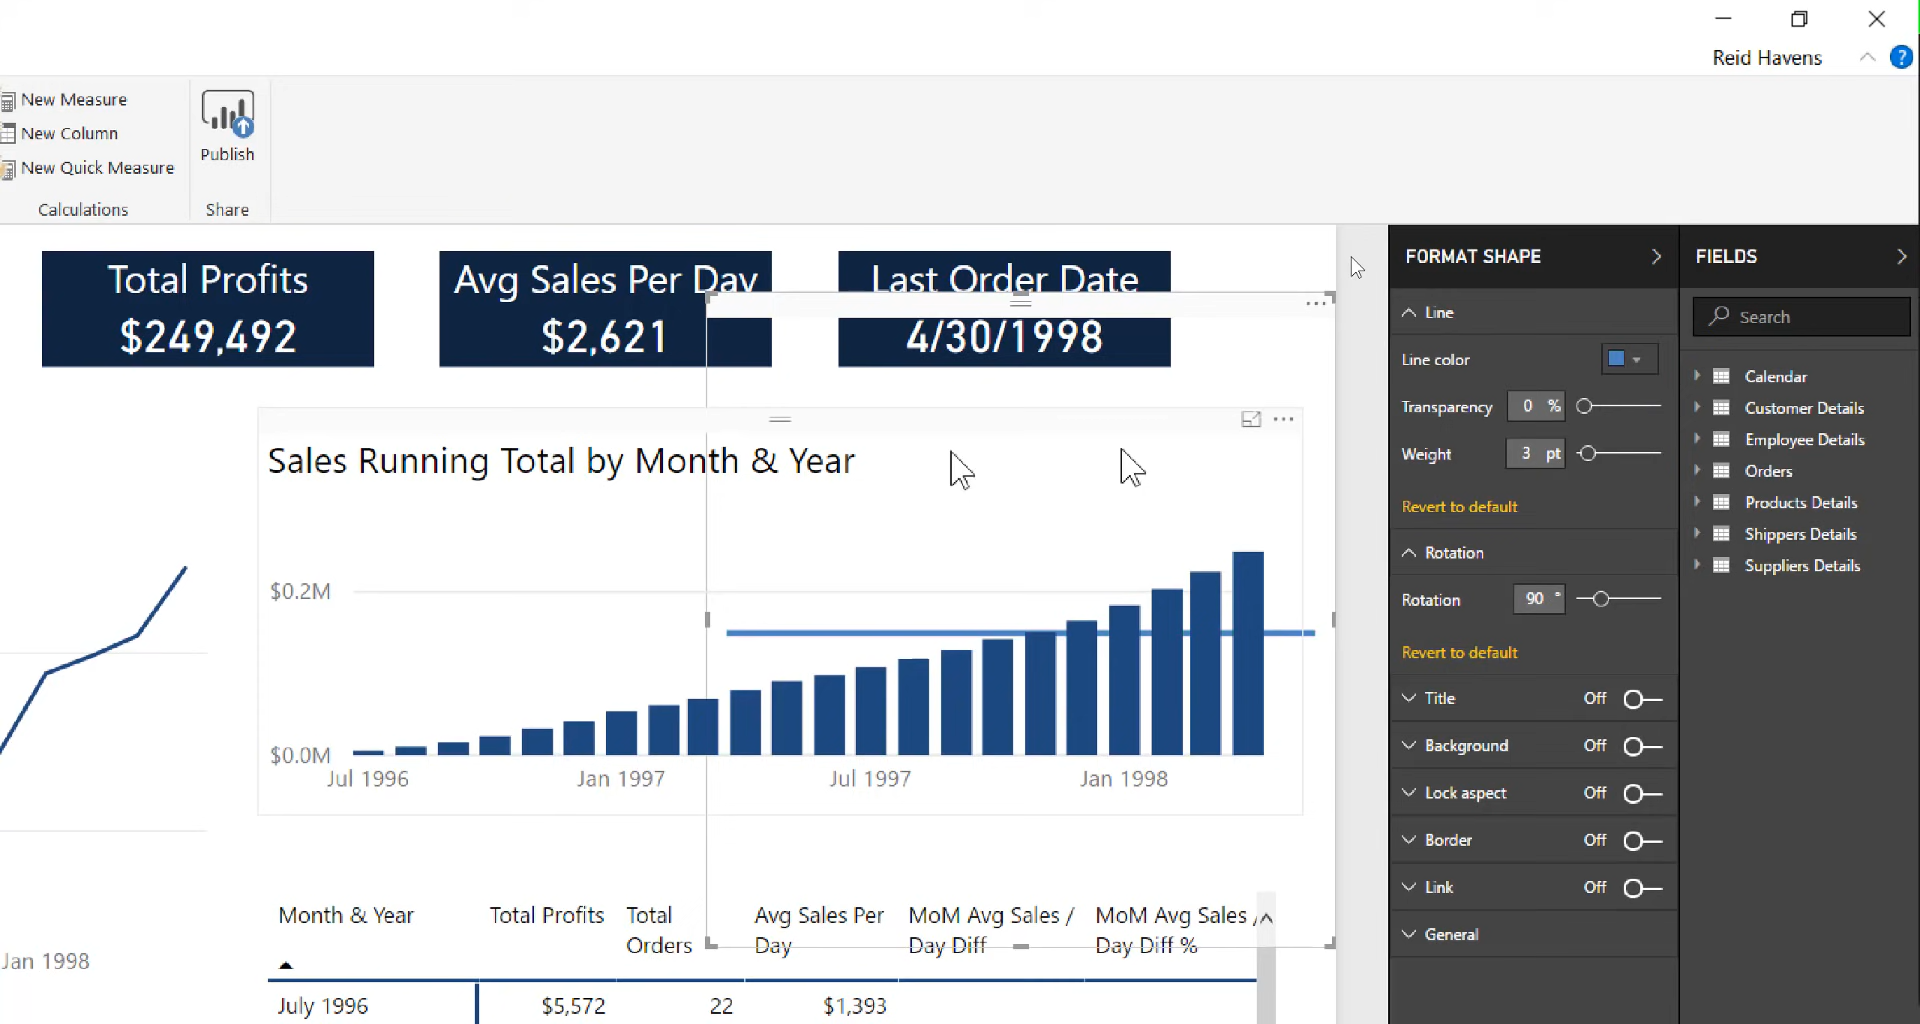 Reid Havens
?
New Measure
New Column
New Quick Measure
Calculations
Publish
Share
Total Profits
$249,492
Avg Sales Per Day
$2,621
Last Order Date
4/30/1998
Sales Running Total by Month & Year
$0.2M
$0.0M
Jul 1996
Jan 1997
Jul 1997
Jan 1998
Jan 1998
Month & Year
Total Profits
Total
Orders
Avg Sales Per
Day
MoM Avg Sales /
Day Diff
MoM Avg Sales /
Day Diff %
July 1996
$5,572
22
$1,393
FORMAT SHAPE
Line
Line color
Transparency 0 %
Weight 3 pt
Revert to default
Rotation
Rotation 90 °
Revert to default
Title Off
Background Off
Lock aspect Off
Border Off
Link Off
General
FIELDS
Search
Calendar
Customer Details
Employee Details
Orders
Products Details
Shippers Details
Suppliers Details